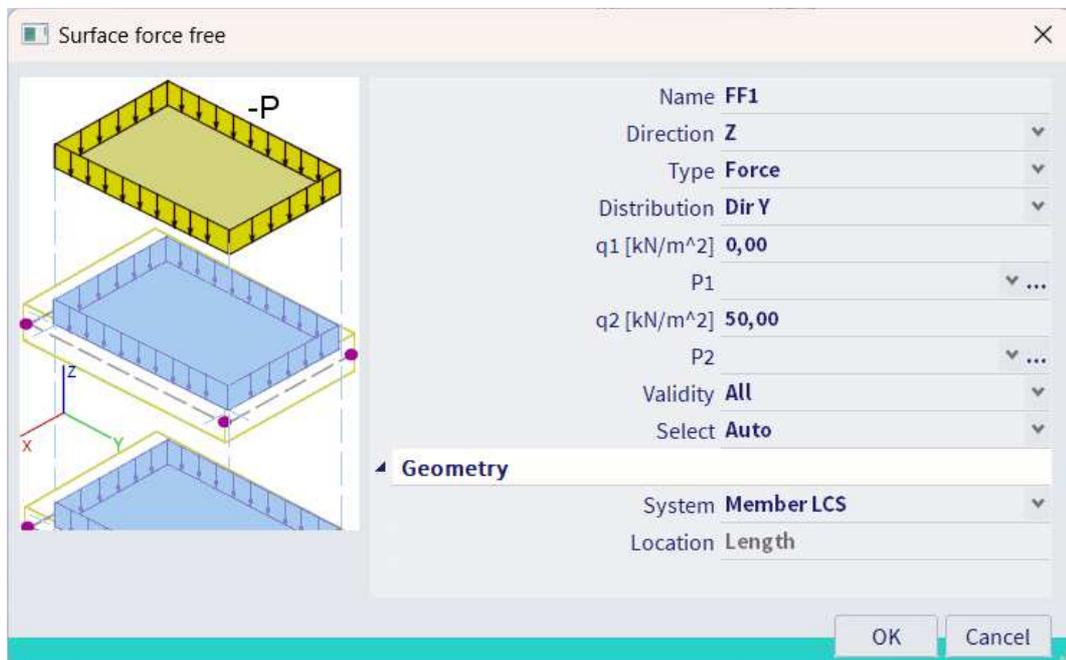 Surface force free
-P
Z
X
Y
Name FF1
Direction Z
Type Force
Distribution Dir Y
q1 [kN/m^2] 0,00
P1 ...
q2 [kN/m^2] 50,00
P2 ...
Validity All
Select Auto
Geometry
System Member LCS
Location Length
OK Cancel